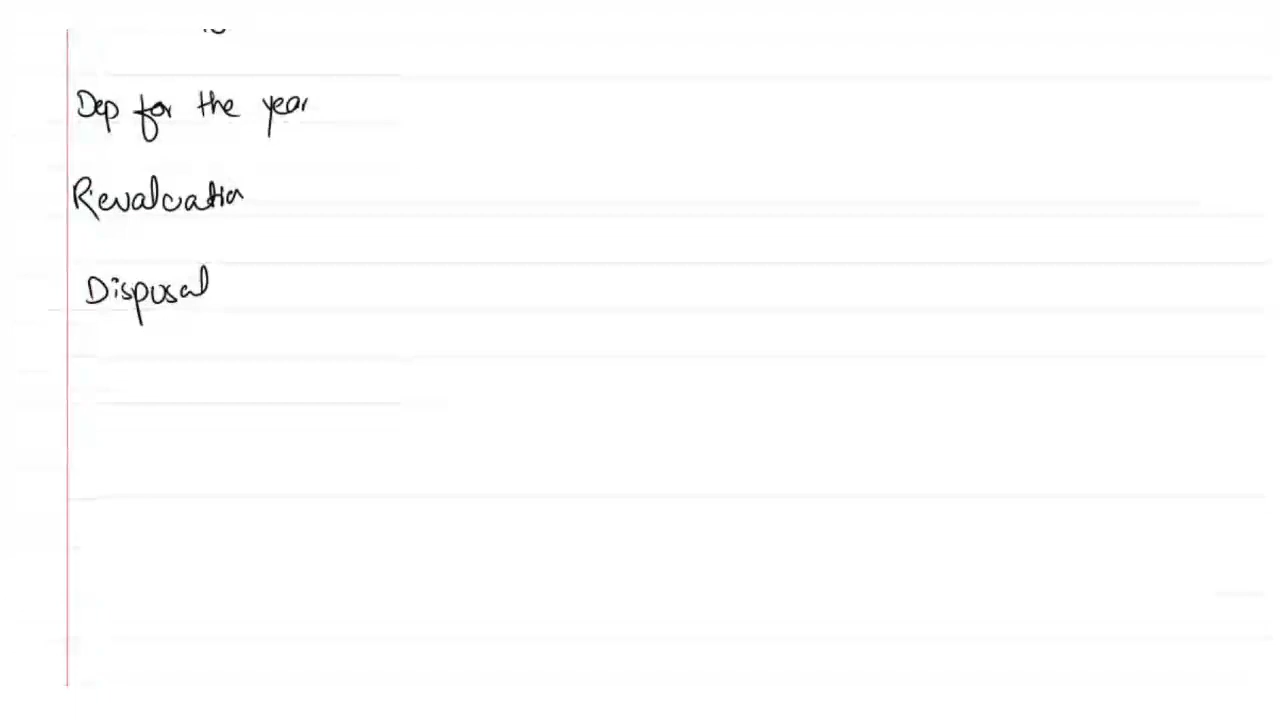 Dep for the year
Revaluation
Disposal